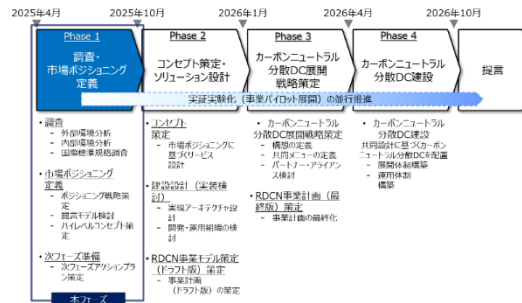 2025年4月
2025年10月
2026年1月
2026年4月
2026年10月
Phase 1
調査・
市場ポジショニング
定義
Phase 2
コンセプト策定・
ソリューション設計
Phase 3
カーボンニュートラル
分散DC展開
戦略策定
Phase 4
カーボンニュートラル
分散DC建設
提言
実証実験化（事業パイロット展開）の並行推進
・調査
－ 外部環境分析
－ 内部環境分析
－ 国際標準規格調査
・市場ポジショニング
定義
－ ポジショニング戦略策
定
－ 提言モデル検討
－ ハイレベルコンセプト策
定
・次フェーズ準備
－ 次フェーズアクションプラ
ン策定
本フェーズ
・コンセプト
策定
－ 市場ポジショニングに
基づくサービス
設計
・建設設計（実装検
討）
－ 実現アーキテクチャ設
計
－ 開発・運用組織の検
討
・RDCN事業モデル策定
（ドラフト版）策定
－ 事業計画
（ドラフト版）の策定
・カーボンニュートラル
分散DC展開戦略策定
－ 構想の定義
－ 共同メニューの定義
－ パートナー・アライアン
ス検討
・RDCN事業計画（最
終版）策定
－ 事業計画の最終化
・カーボンニュートラル
分散DC建設
共同設計に基づくカーボン
ニュートラル分散DCを配置
－ 展開体制構築
－ 運用体制
構築